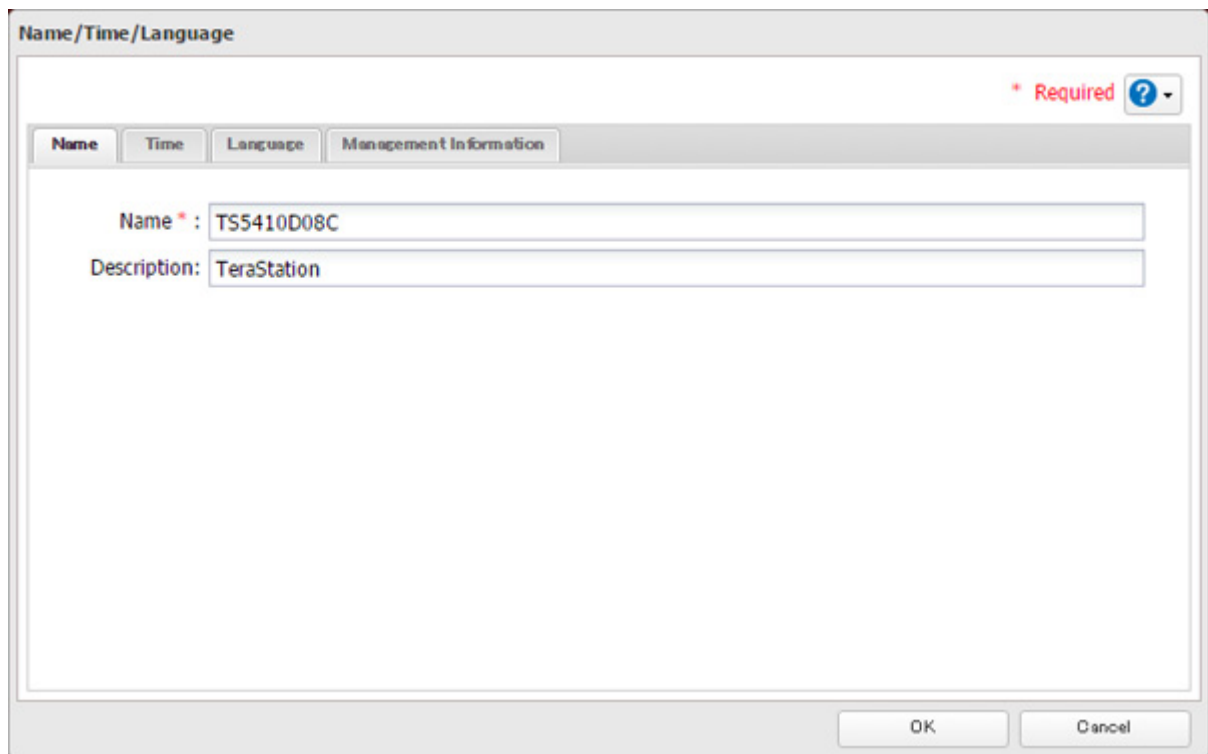 Name/Time/Language
* Required ?
Name Time Language Management Information
Name * : TS5410D08C
Description: TeraStation
OK Cancel